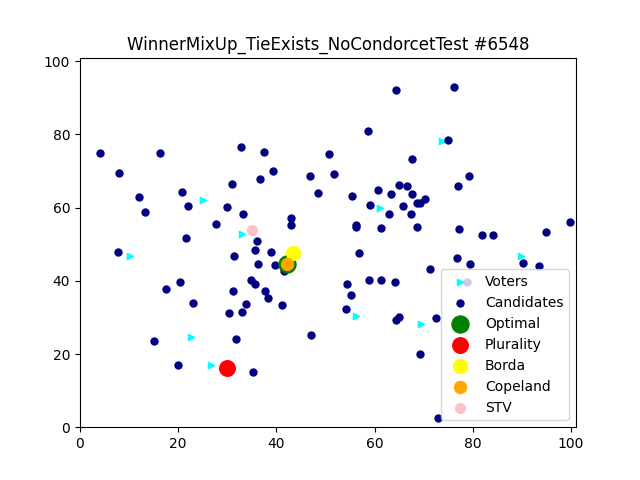 WinnerMixUp_TieExists_NoCondorcetTest #6548
100
80
60
40
20
0
0 20 40 60 80 100
Voters
Candidates
Optimal
Plurality
Borda
Copeland
STV